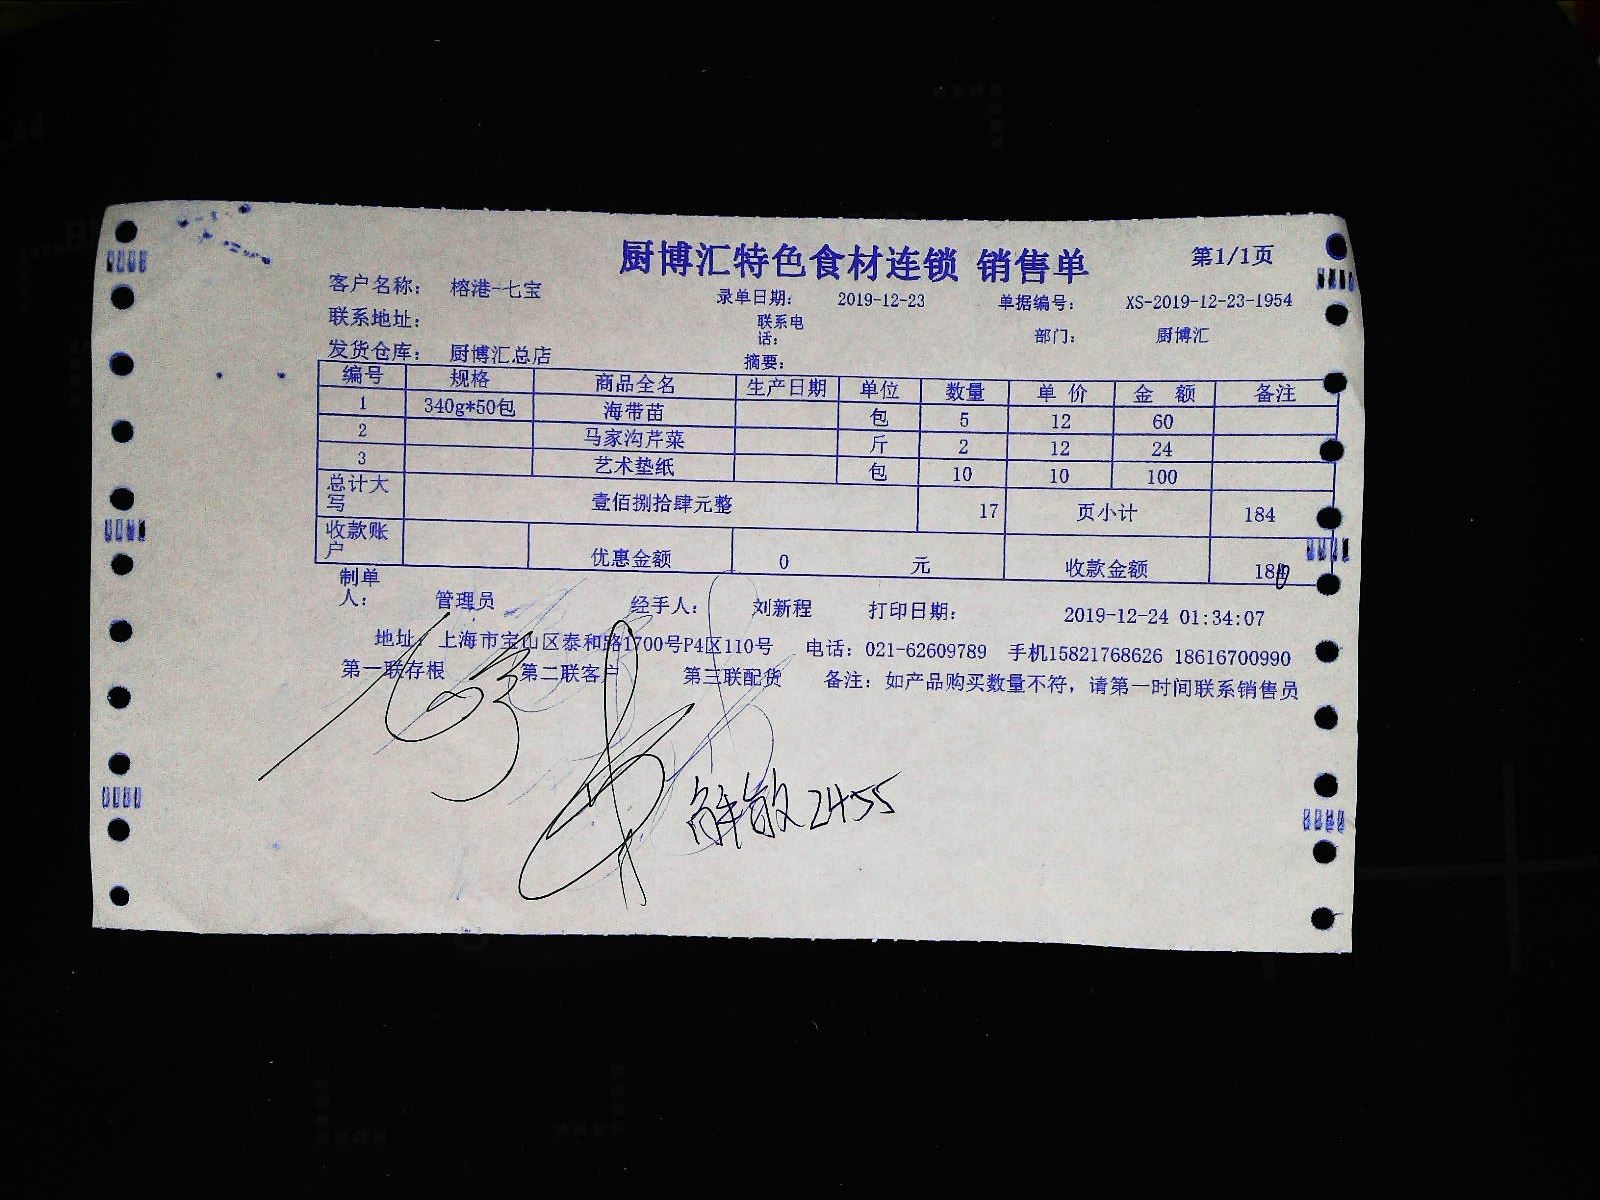 厨博汇特色食材连锁 销售单 第1/1页
客户名称: 榕港-七宝 录单日期: 2019-12-23 单据编号: XS-2019-12-23-1954
联系地址: 联系电话: 部门: 厨博汇
发货仓库: 厨博汇总店 摘要:
编号 规格 商品全名 生产日期 单位 数量 单 价 金 额 备注
1 340g*50包 海带苗 包 5 12 60
2 马家沟芹菜 斤 2 12 24
3 艺术垫纸 包 10 10 100
总计大写 壹佰捌拾肆元整 17 页小计 184
收款账户 优惠金额 0 元 收款金额 18
制单人: 管理员 经手人: 刘新程 打印日期: 2019-12-24 01:34:07
地址: 上海市宝山区泰和路1700号P4区110号 电话: 021-62609789 手机15821768626 18616700990
第一联存根 第二联客户 第三联配货 备注: 如产品购买数量不符, 请第一时间联系销售员
解散2455